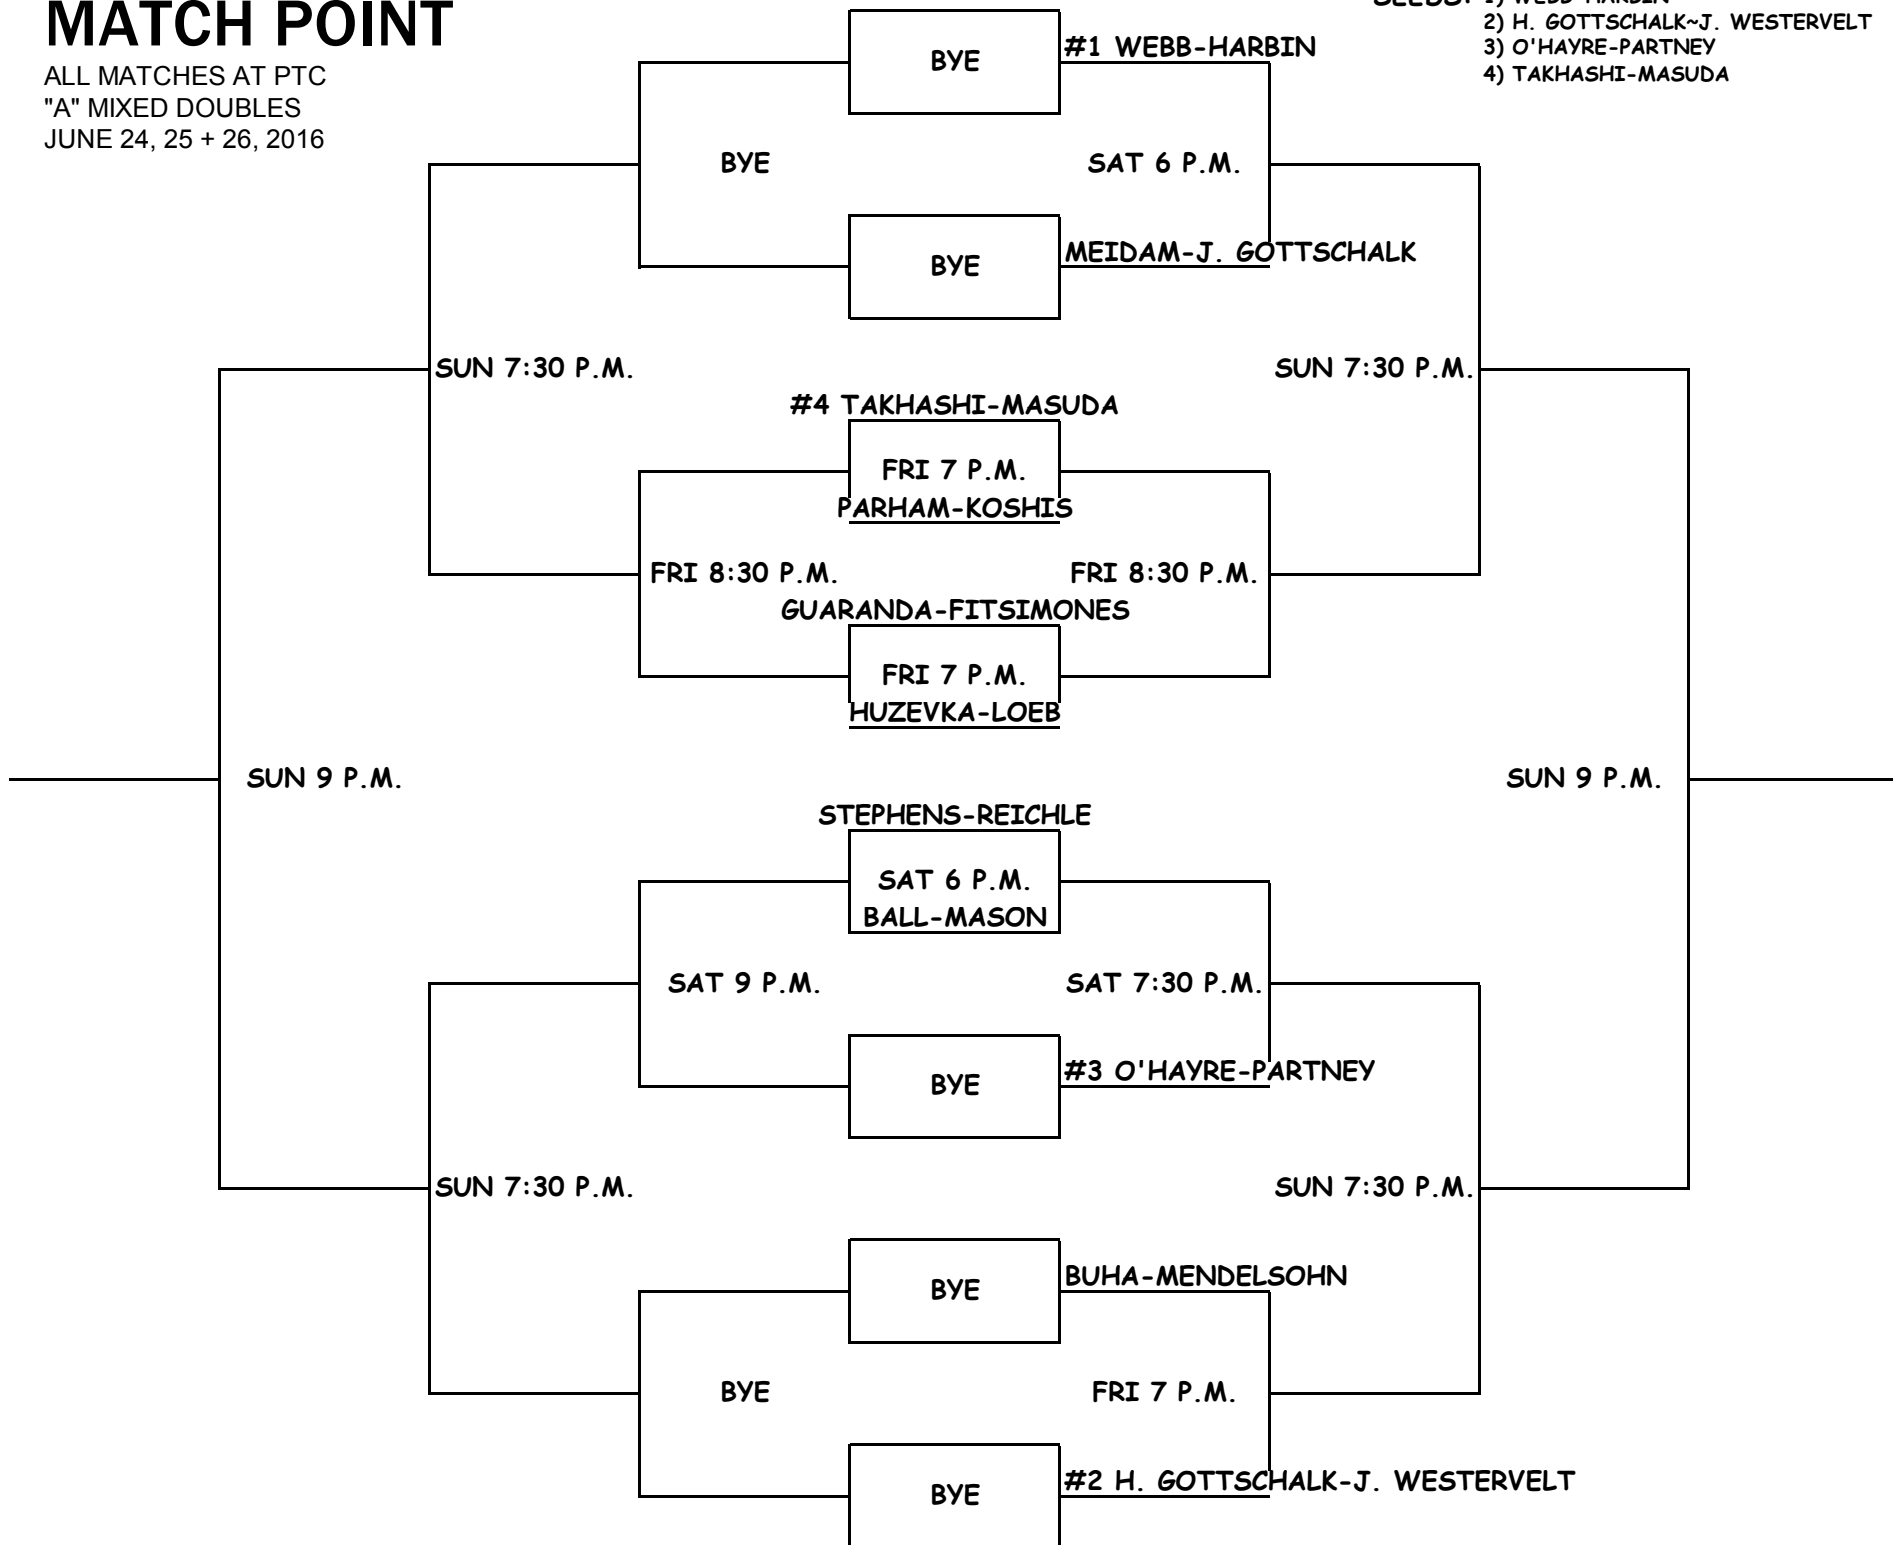 MATCH POINT
ALL MATCHES AT PTC
"A" MIXED DOUBLES
JUNE 24, 25 + 26, 2016
SEEDS: 1) WEBB-HARBIN
2) H. GOTTSCHALK~J. WESTERVELT
3) O'HAYRE-PARTNEY
4) TAKHASHI-MASUDA
BYE
#1 WEBB-HARBIN
BYE
SAT 6 P.M.
BYE
MEIDAM-J. GOTTSCHALK
SUN 7:30 P.M.
SUN 7:30 P.M.
#4 TAKHASHI-MASUDA
FRI 7 P.M.
PARHAM-KOSHIS
FRI 8:30 P.M.
FRI 8:30 P.M.
GUARANDA-FITSIMONES
FRI 7 P.M.
HUZEVKA-LOEB
SUN 9 P.M.
SUN 9 P.M.
STEPHENS-REICHLE
SAT 6 P.M.
BALL-MASON
SAT 9 P.M.
SAT 7:30 P.M.
BYE
#3 O'HAYRE-PARTNEY
SUN 7:30 P.M.
SUN 7:30 P.M.
BYE
BUHA-MENDELSOHN
BYE
FRI 7 P.M.
BYE
#2 H. GOTTSCHALK-J. WESTERVELT